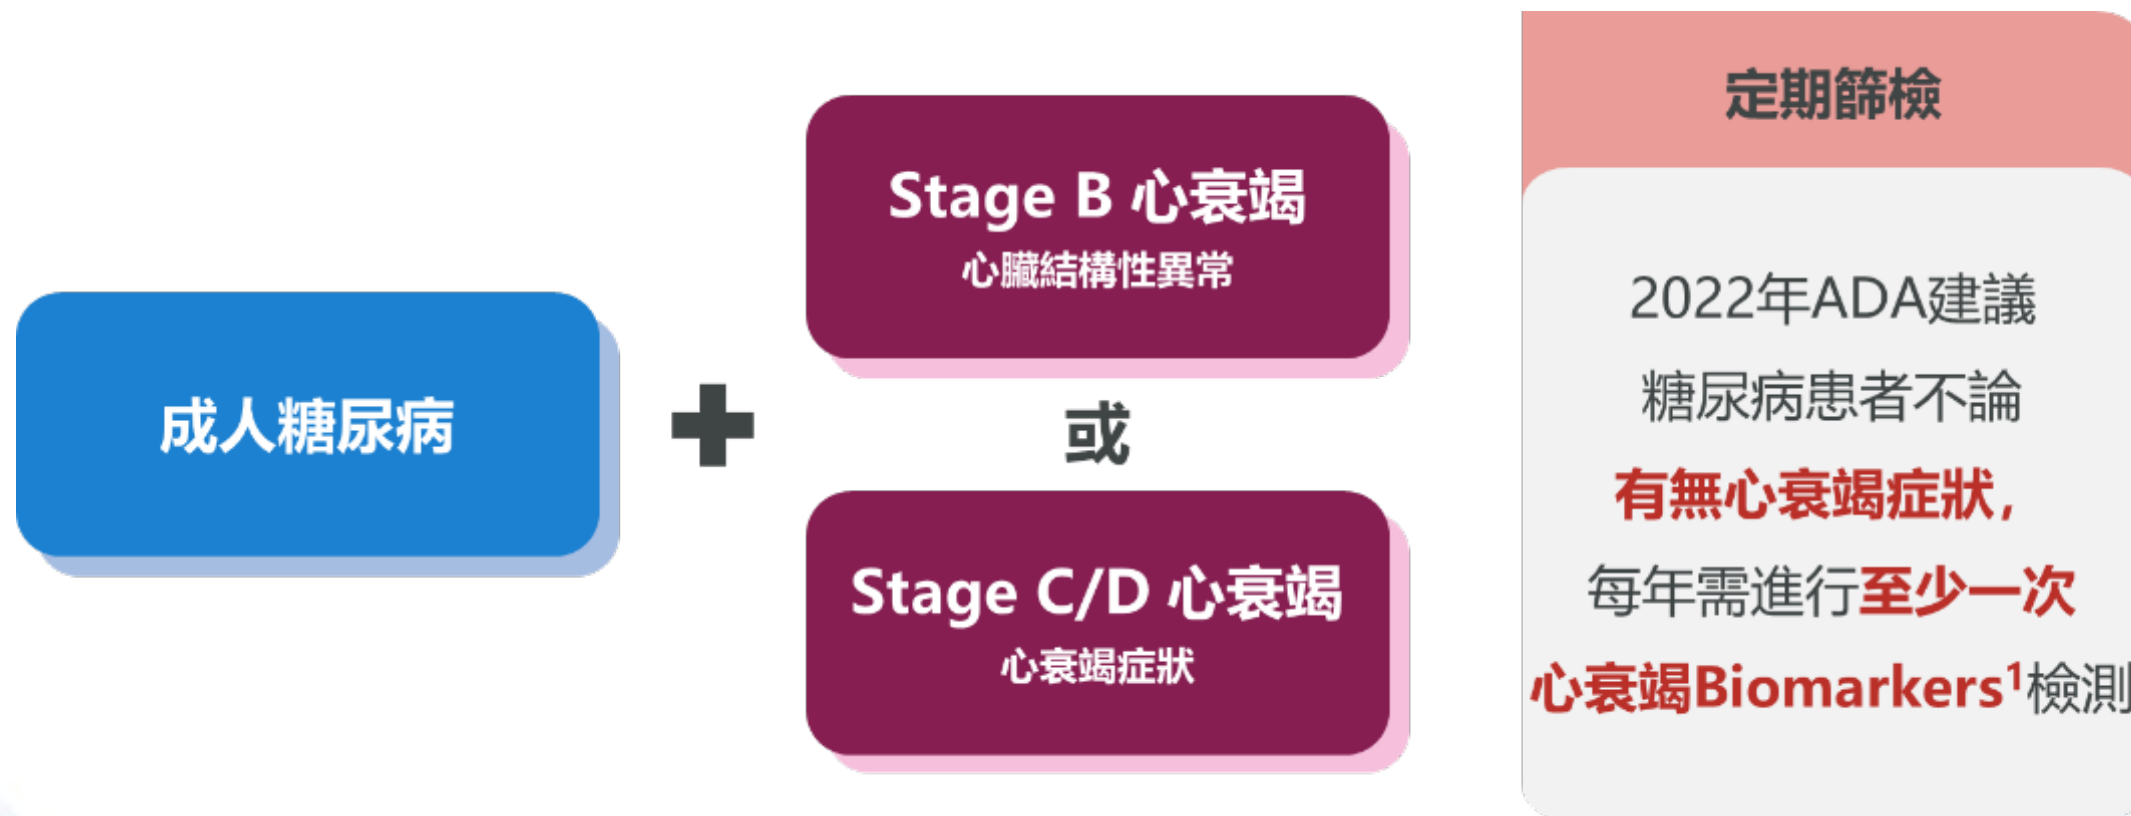 成人糖尿病
Stage B 心衰竭
心臟結構性異常
或
Stage C/D 心衰竭
心衰竭症狀
定期篩檢
2022年ADA建議
糖尿病患者不論
有無心衰竭症狀,
每年需進行至少一次
心衰竭Biomarkers¹檢測